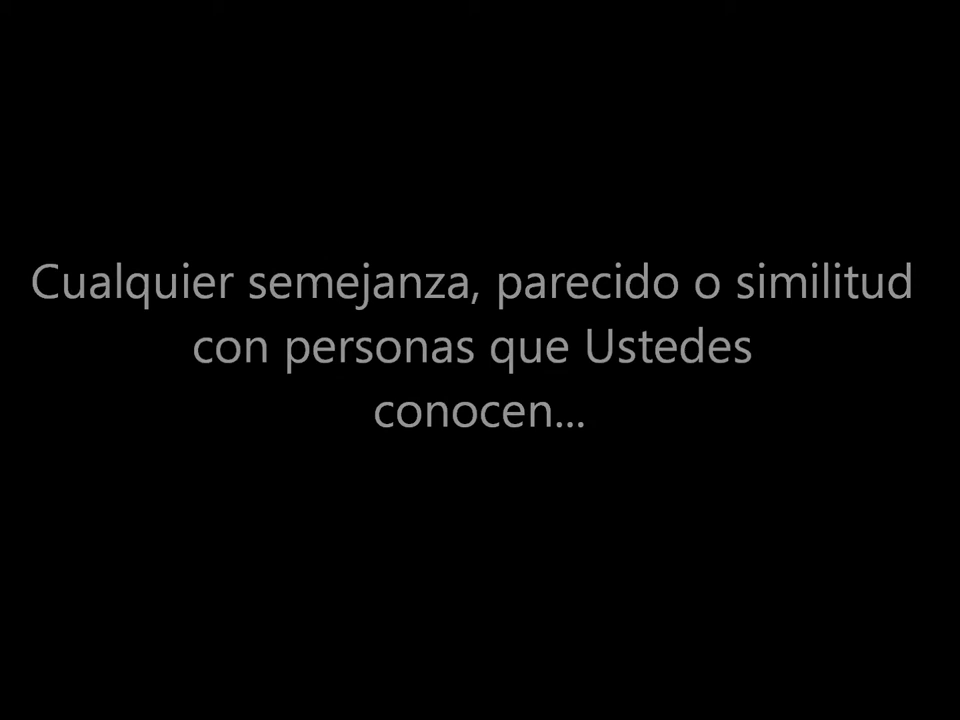 Cualquier semejanza, parecido o similitud
con personas que Ustedes
conocen...